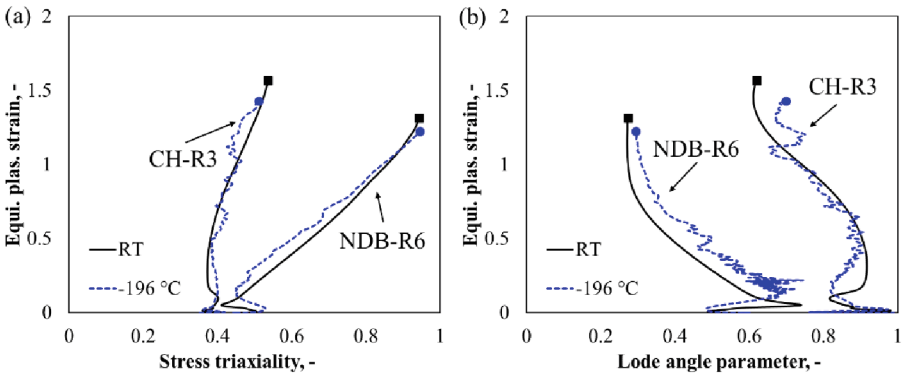 (a)
Equi. plas. strain, -
2
1.5
1
0.5
0
CH-R3
NDB-R6
RT
-196 °C
0 0.2 0.4 0.6 0.8 1
Stress triaxiality, -
(b)
Equi. plas. strain, -
2
1.5
1
0.5
0
CH-R3
NDB-R6
RT
-196 °C
0 0.2 0.4 0.6 0.8 1
Lode angle parameter, -